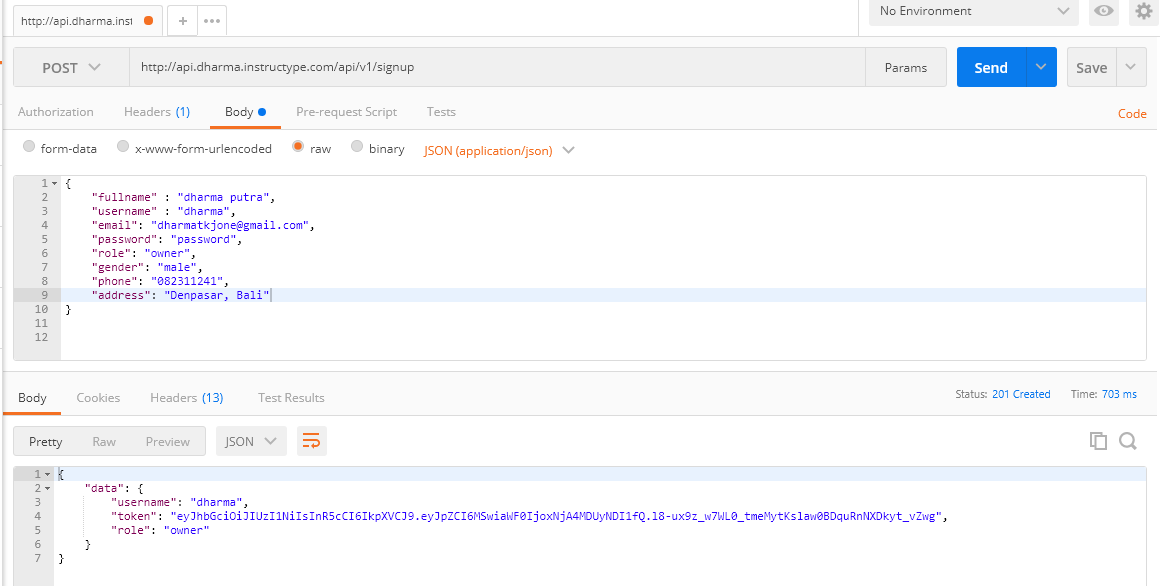 http://api.dharma.inst
No Environment
POST http://api.dharma.instructype.com/api/v1/signup Params Send Save
Authorization Headers (1) Body Pre-request Script Tests Code
form-data x-www-form-urlencoded raw binary JSON (application/json)
1 {
2 "fullname" : "dharma putra",
3 "username" : "dharma",
4 "email": "dharmatkjone@gmail.com",
5 "password": "password",
6 "role": "owner",
7 "gender": "male",
8 "phone": "082311241",
9 "address": "Denpasar, Bali"
10 }
11
12
Body Cookies Headers (13) Test Results Status: 201 Created Time: 703 ms
Pretty Raw Preview JSON
1 {
2 "data": {
3 "username": "dharma",
4 "token": "eyJhbGciOiJIUzI1NiIsInR5cCI6IkpXVCJ9.eyJpZCI6MSwiaWF0IjoxNjA4MDUyNDI1fQ.l8-ux9z_w7WL0_tmeMytKslaw0BDquRnNXDkyt_vZwg",
5 "role": "owner"
6 }
7 }